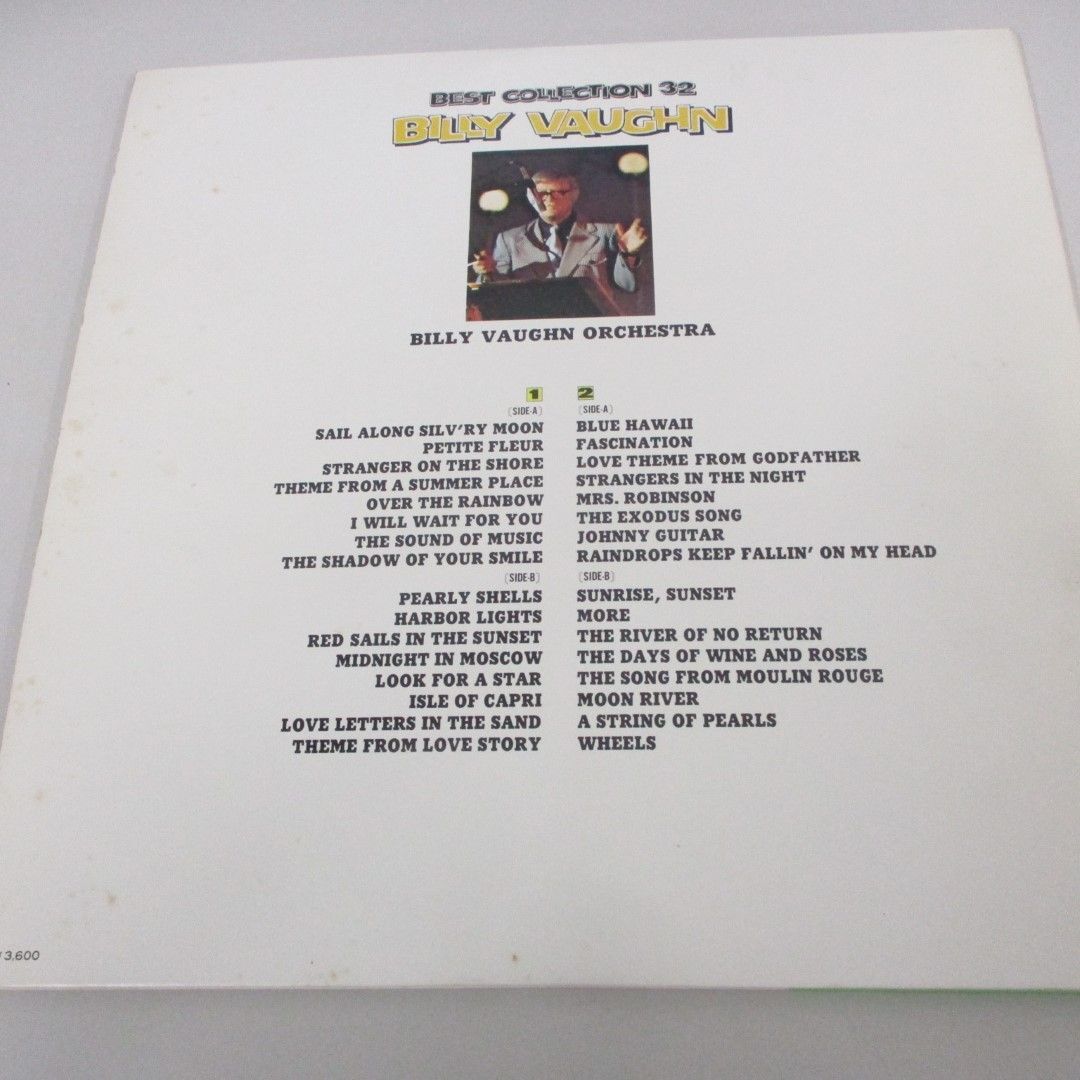 BEST COLLECTION 32
BILLY VAUGHN
BILLY VAUGHN ORCHESTRA
1
(SIDE-A)
SAIL ALONG SILV'RY MOON
PETITE FLEUR
STRANGER ON THE SHORE
THEME FROM A SUMMER PLACE
OVER THE RAINBOW
I WILL WAIT FOR YOU
THE SOUND OF MUSIC
THE SHADOW OF YOUR SMILE
(SIDE-B)
PEARLY SHELLS
HARBOR LIGHTS
RED SAILS IN THE SUNSET
MIDNIGHT IN MOSCOW
LOOK FOR A STAR
ISLE OF CAPRI
LOVE LETTERS IN THE SAND
THEME FROM LOVE STORY
2
(SIDE-A)
BLUE HAWAII
FASCINATION
LOVE THEME FROM GODFATHER
STRANGERS IN THE NIGHT
MRS. ROBINSON
THE EXODUS SONG
JOHNNY GUITAR
RAINDROPS KEEP FALLIN' ON MY HEAD
(SIDE-B)
SUNRISE, SUNSET
MORE
THE RIVER OF NO RETURN
THE DAYS OF WINE AND ROSES
THE SONG FROM MOULIN ROUGE
MOON RIVER
A STRING OF PEARLS
WHEELS
3,600